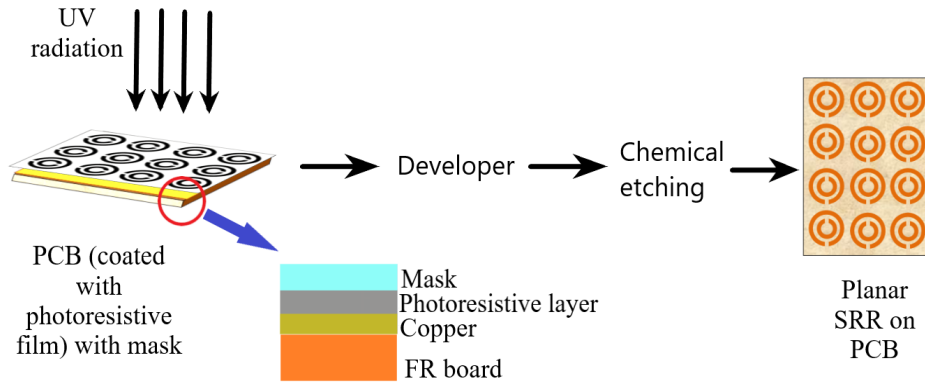 UV
radiation
Developer
Chemical
etching
PCB (coated
with
photoresistive
film) with mask
Mask
Photoresistive layer
Copper
FR board
Planar
SRR on
PCB